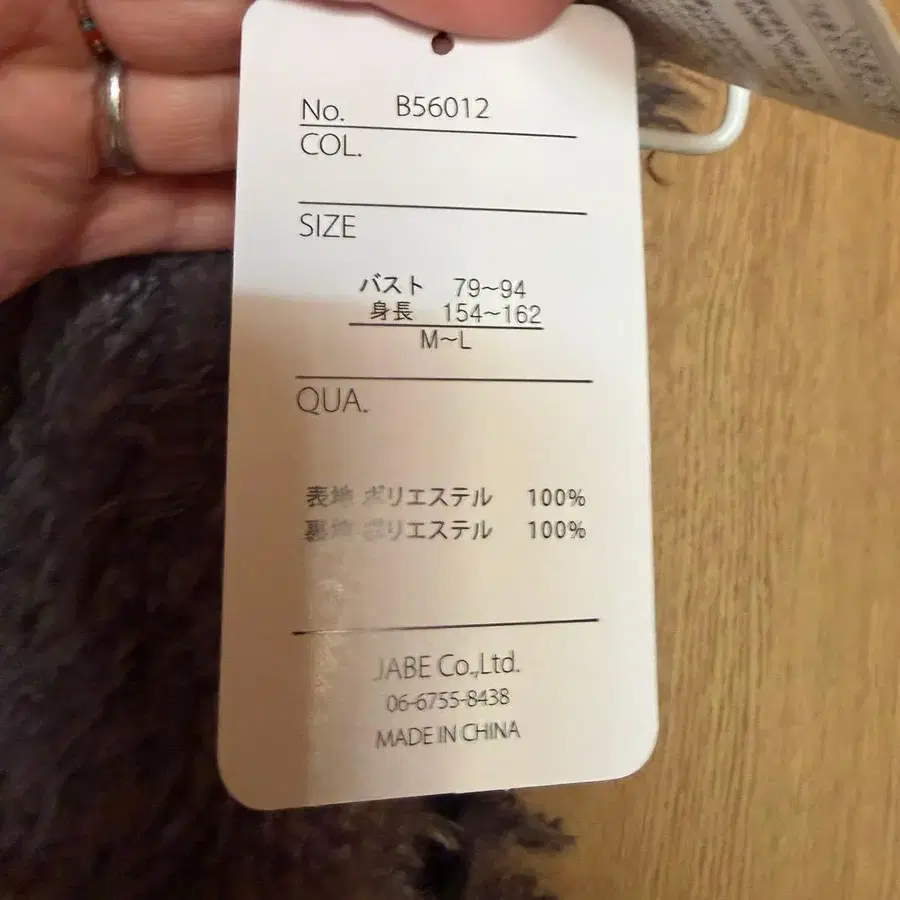 No. B56012
COL.
SIZE
バスト 79~94
身長 154~162
M~L
QUA.
表地 ポリエステル 100%
裏地 ポリエステル 100%
JABE Co.,Ltd.
06-6755-8438
MADE IN CHINA